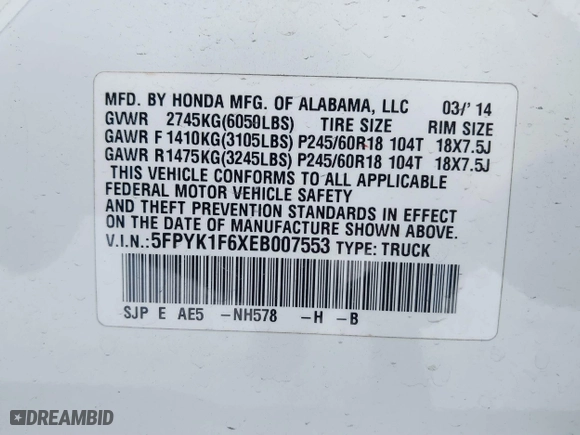 MFD. BY HONDA MFG. OF ALABAMA, LLC 03/'14
GVWR 2745KG(6050LBS) TIRE SIZE RIM SIZE
GAWR F 1410KG(3105LBS) P245/60R18 104T 18X7.5J
GAWR R1475KG(3245LBS) P245/60R18 104T 18X7.5J
THIS VEHICLE CONFORMS TO ALL APPLICABLE
FEDERAL MOTOR VEHICLE SAFETY
AND THEFT PREVENTION STANDARDS IN EFFECT
ON THE DATE OF MANUFACTURE SHOWN ABOVE.
V.I.N.:5FPYK1F6XEB007553 TYPE: TRUCK
SJP E AE5 -NH578 -H -B
DREAMBID